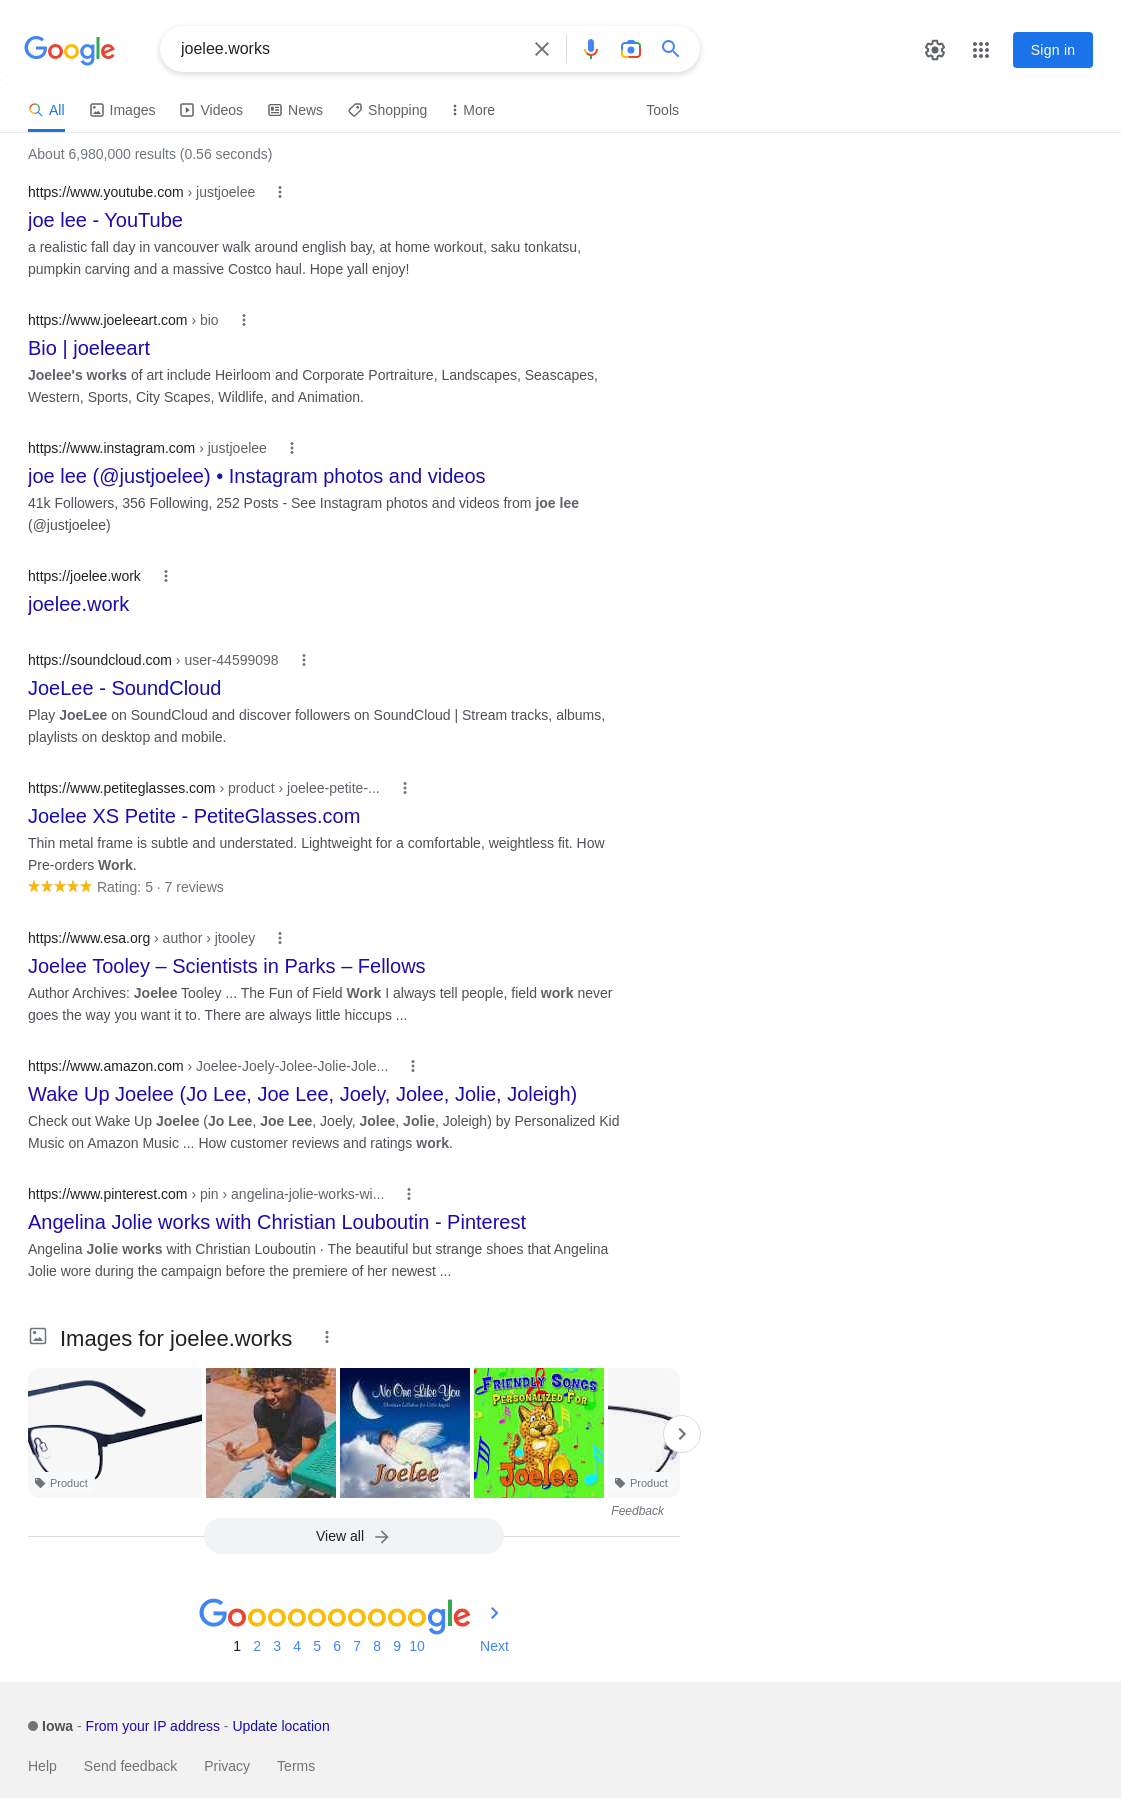 Google
joelee.works
Sign in
All
Images
Videos
News
Shopping
More
Tools
About 6,980,000 results (0.56 seconds)
https://www.youtube.com › justjoelee
joe lee - YouTube
a realistic fall day in vancouver walk around english bay, at home workout, saku tonkatsu,
pumpkin carving and a massive Costco haul. Hope yall enjoy!
https://www.joeleeart.com › bio
Bio | joeleeart
Joelee's works of art include Heirloom and Corporate Portraiture, Landscapes, Seascapes,
Western, Sports, City Scapes, Wildlife, and Animation.
https://www.instagram.com › justjoelee
joe lee (@justjoelee) • Instagram photos and videos
41k Followers, 356 Following, 252 Posts - See Instagram photos and videos from joe lee
(@justjoelee)
https://joelee.work
joelee.work
https://soundcloud.com › user-44599098
JoeLee - SoundCloud
Play JoeLee on SoundCloud and discover followers on SoundCloud | Stream tracks, albums,
playlists on desktop and mobile.
https://www.petiteglasses.com › product › joelee-petite-...
Joelee XS Petite - PetiteGlasses.com
Thin metal frame is subtle and understated. Lightweight for a comfortable, weightless fit. How
Pre-orders Work.
Rating: 5 · 7 reviews
https://www.esa.org › author › jtooley
Joelee Tooley – Scientists in Parks – Fellows
Author Archives: Joelee Tooley ... The Fun of Field Work I always tell people, field work never
goes the way you want it to. There are always little hiccups ...
https://www.amazon.com › Joelee-Joely-Jolee-Jolie-Jole...
Wake Up Joelee (Jo Lee, Joe Lee, Joely, Jolee, Jolie, Joleigh)
Check out Wake Up Joelee (Jo Lee, Joe Lee, Joely, Jolee, Jolie, Joleigh) by Personalized Kid
Music on Amazon Music ... How customer reviews and ratings work.
https://www.pinterest.com › pin › angelina-jolie-works-wi...
Angelina Jolie works with Christian Louboutin - Pinterest
Angelina Jolie works with Christian Louboutin · The beautiful but strange shoes that Angelina
Jolie wore during the campaign before the premiere of her newest ...
Images for joelee.works
Product
No One Like You
Christian Lullabies for Little Angels
Joelee
FRIENDLY SONGS
PERSONALIZED FOR
Joelee
Product
Feedback
View all
Goooooooooogle
1 2 3 4 5 6 7 8 9 10 Next
Iowa - From your IP address - Update location
Help Send feedback Privacy Terms